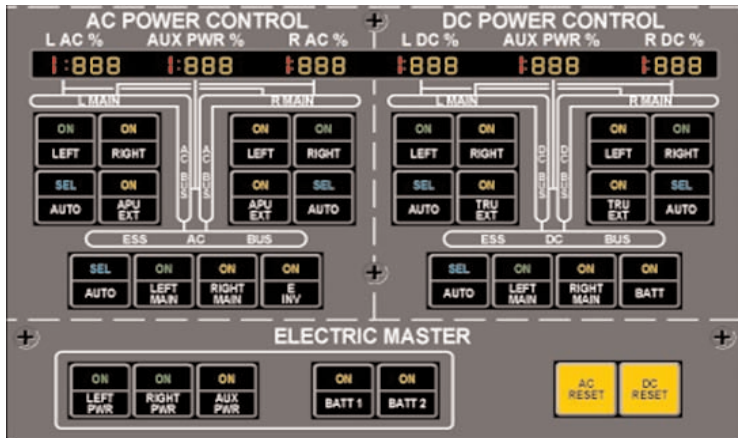 AC POWER CONTROL DC POWER CONTROL
L AC % AUX PWR % R AC % L DC % AUX PWR % R DC %
1:888 1:888 1:888 1:888 1:888 1:888
L MAIN R MAIN L MAIN R MAIN
ON ON ON ON ON ON ON ON
LEFT RIGHT LEFT RIGHT LEFT RIGHT LEFT RIGHT
AC BUS AC BUS DC BUS DC BUS
SEL ON ON SEL SEL ON ON SEL
AUTO APU EXT APU EXT AUTO AUTO TRU EXT TRU EXT AUTO
ESS AC BUS ESS DC BUS
SEL ON ON ON SEL ON ON ON
AUTO LEFT MAIN RIGHT MAIN E INV AUTO LEFT MAIN RIGHT MAIN BATT
ELECTRIC MASTER
ON ON ON ON ON
LEFT PWR RIGHT PWR AUX PWR BATT 1 BATT 2
AC RESET DC RESET